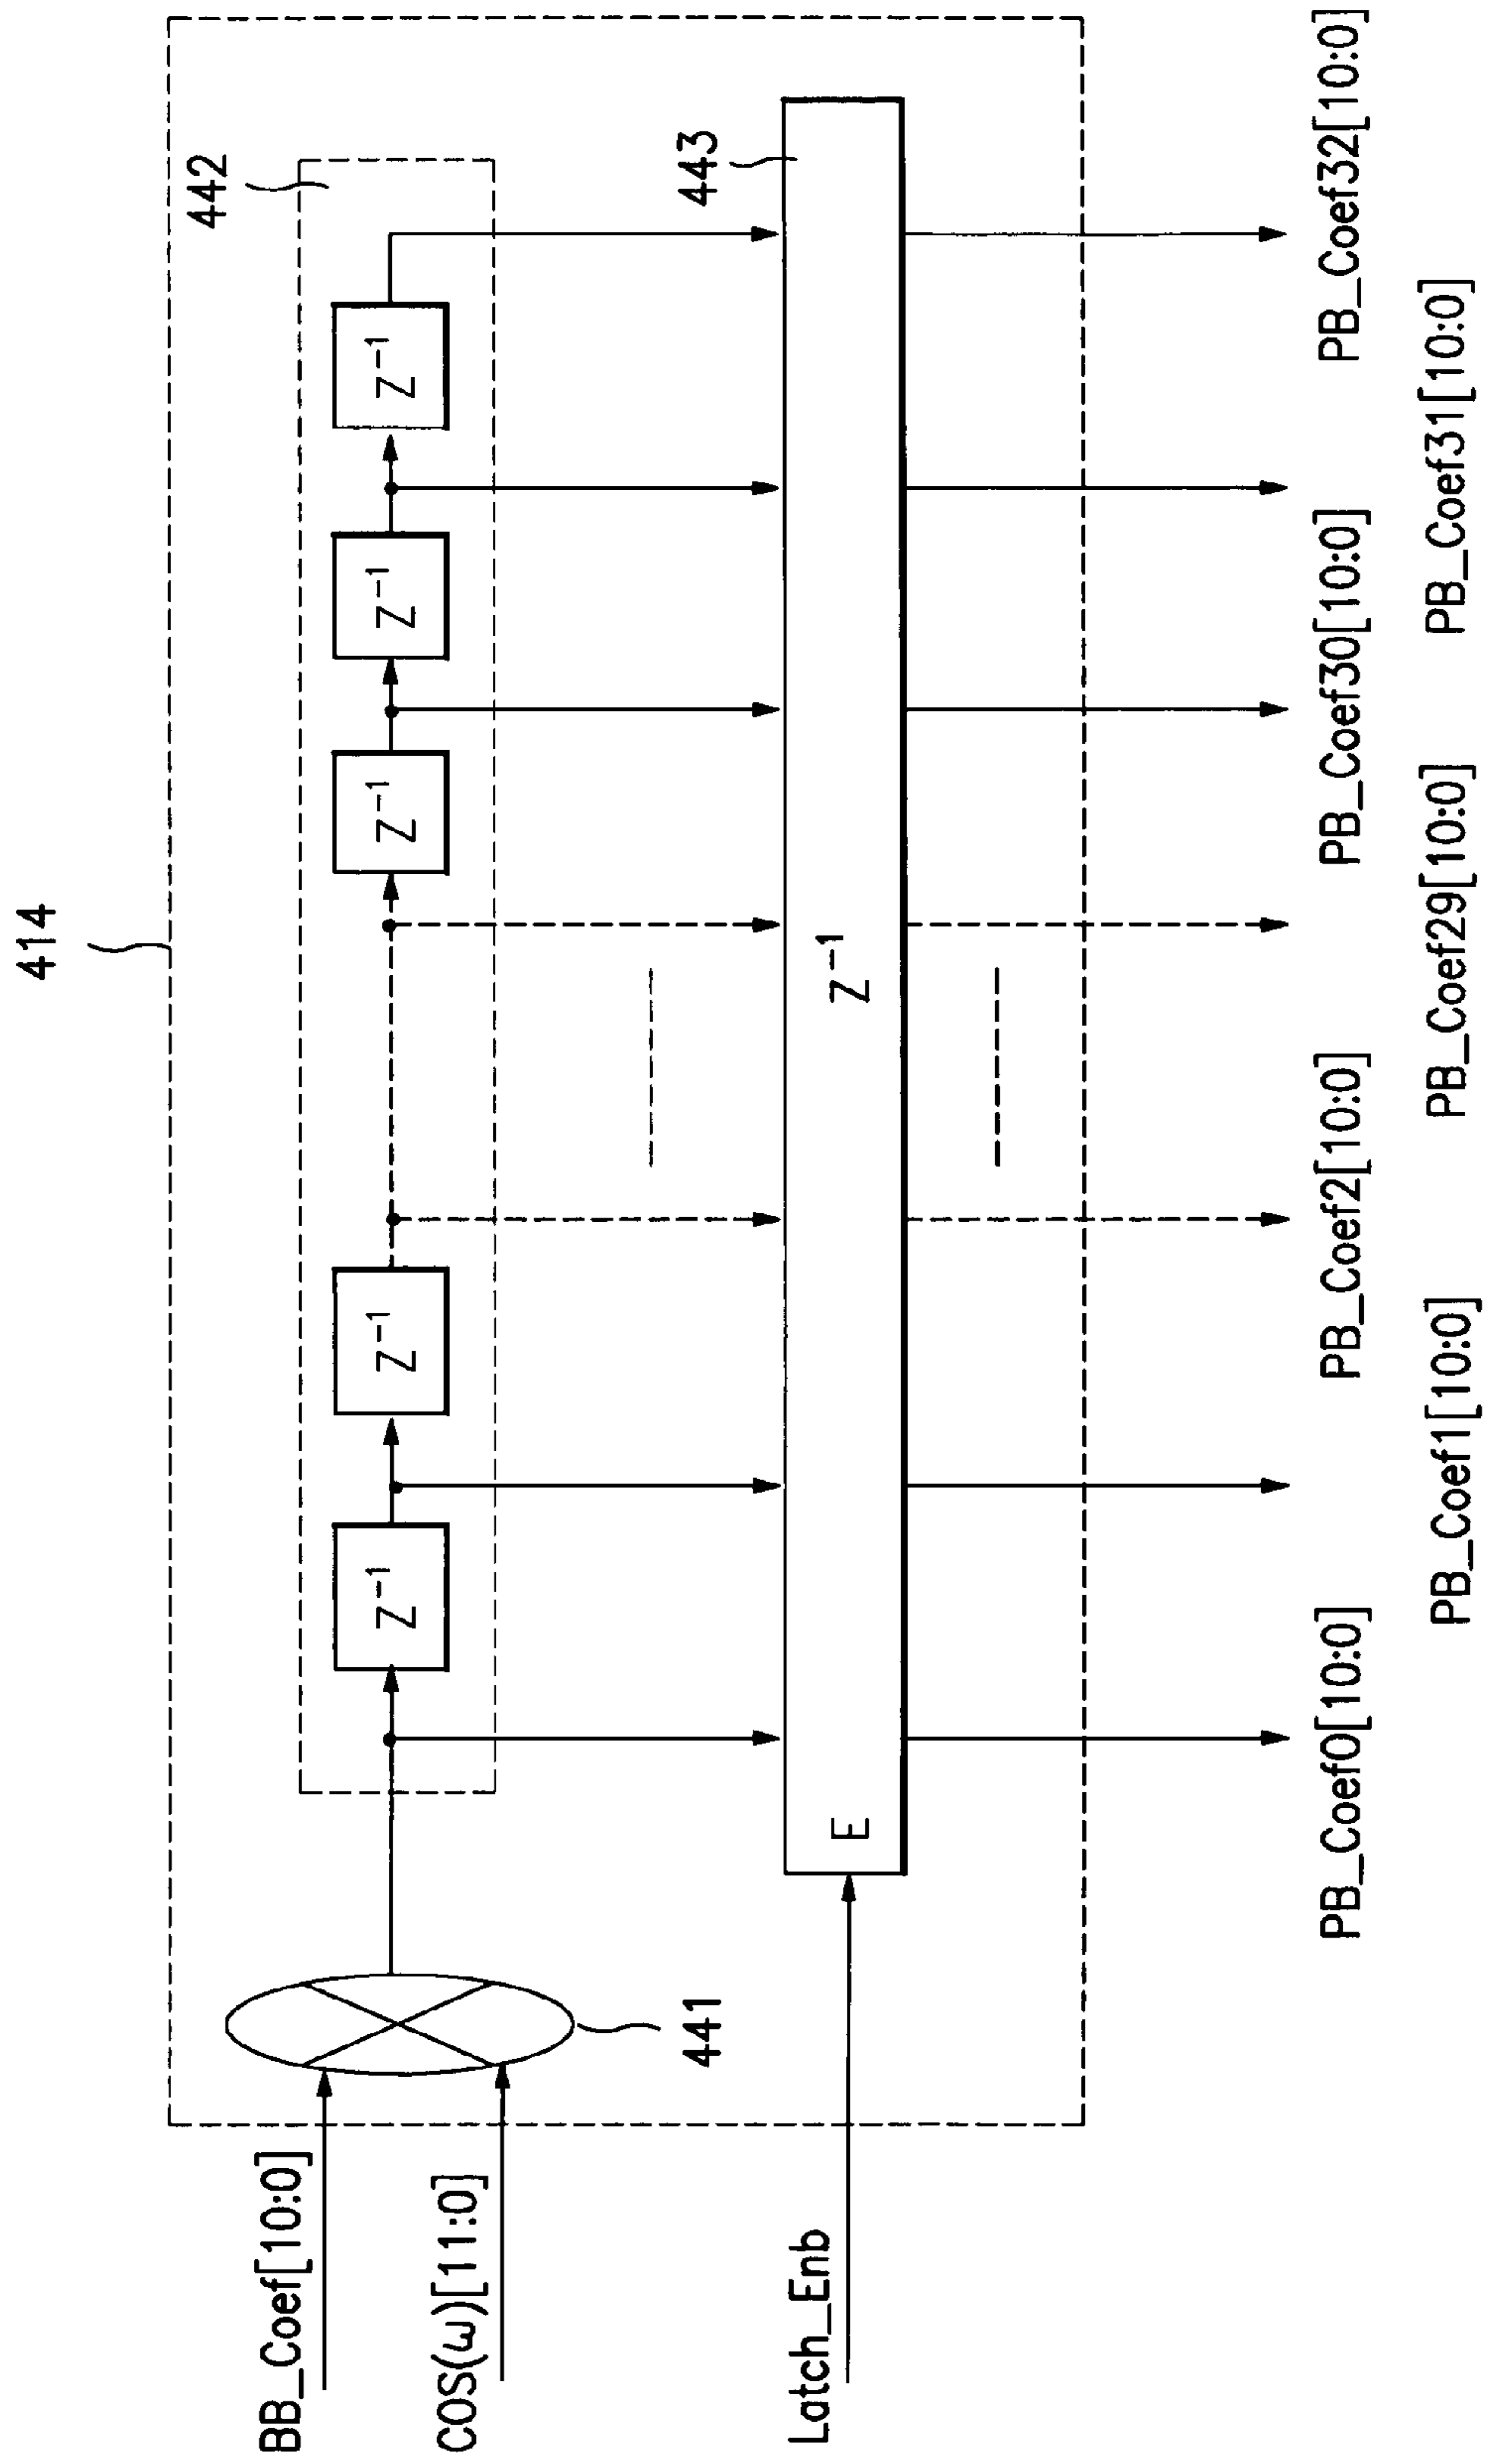 414
442
443
Z⁻¹
Z⁻¹
Z⁻¹
Z⁻¹
Z⁻¹
441
BB_Coef[10:0]
COS(ω)[11:0]
Latch_Enb
E
Z⁻¹
PB_Coef0[10:0]
PB_Coef1[10:0]
PB_Coef2[10:0]
PB_Coef29[10:0]
PB_Coef30[10:0]
PB_Coef31[10:0]
PB_Coef32[10:0]